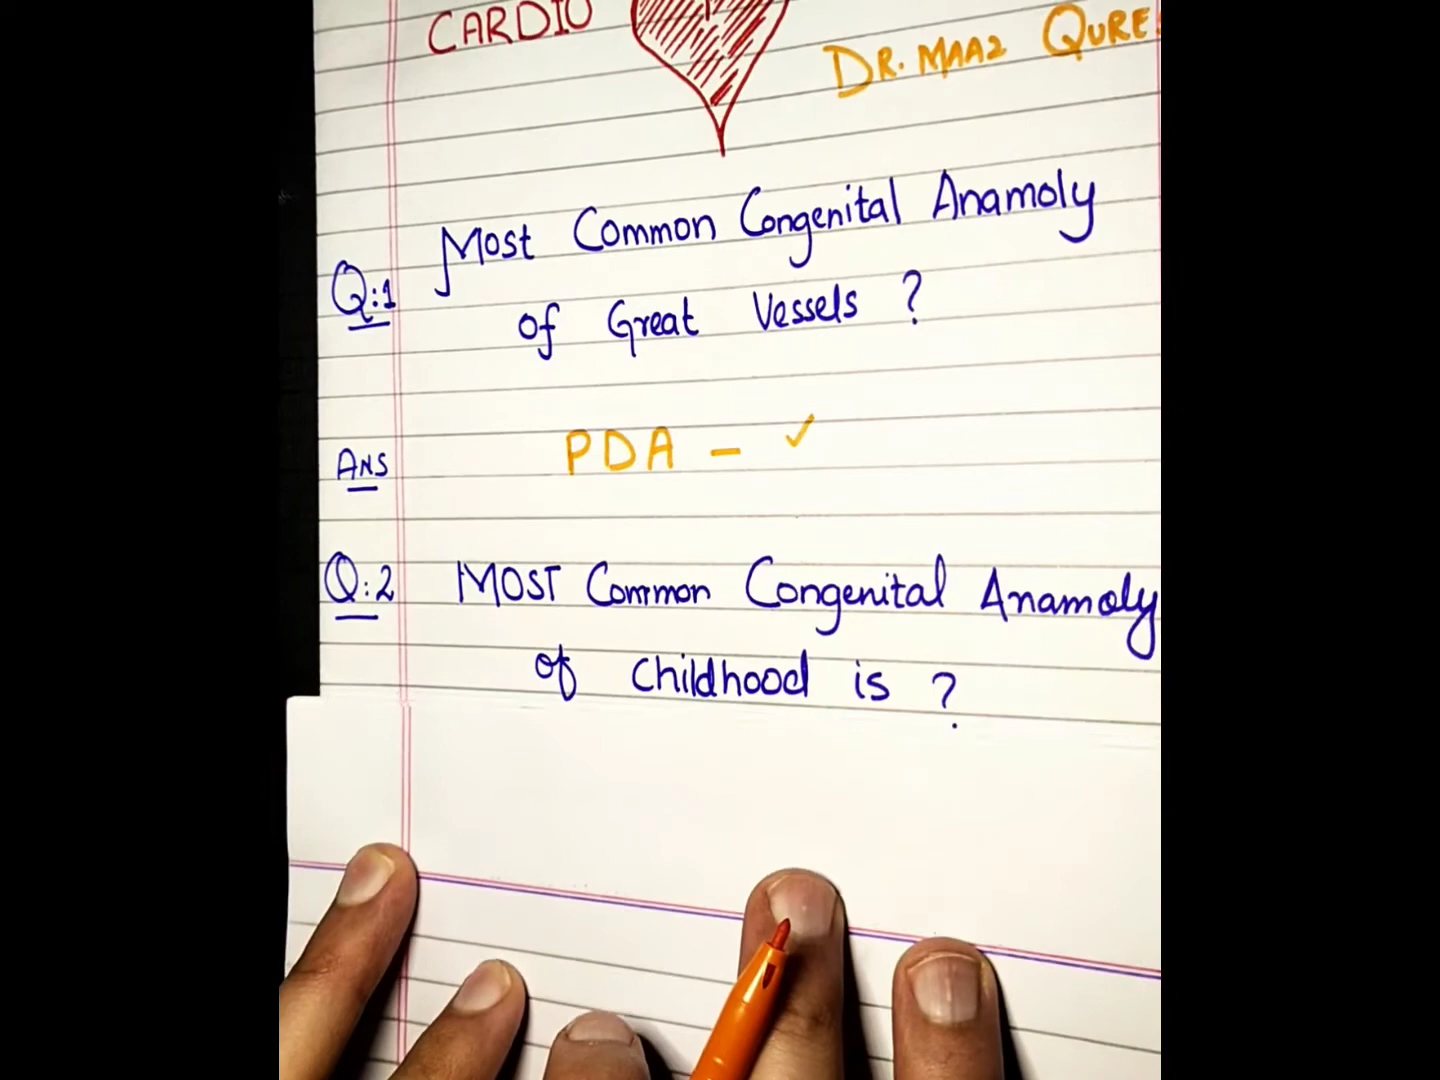 CARDIO
DR. MAAZ QURE
Q:1 Most Common Congenital Anamoly
of Great Vessels ?
ANS PDA - ✓
Q:2 MOST Common Congenital Anamoly
of Childhood is ?